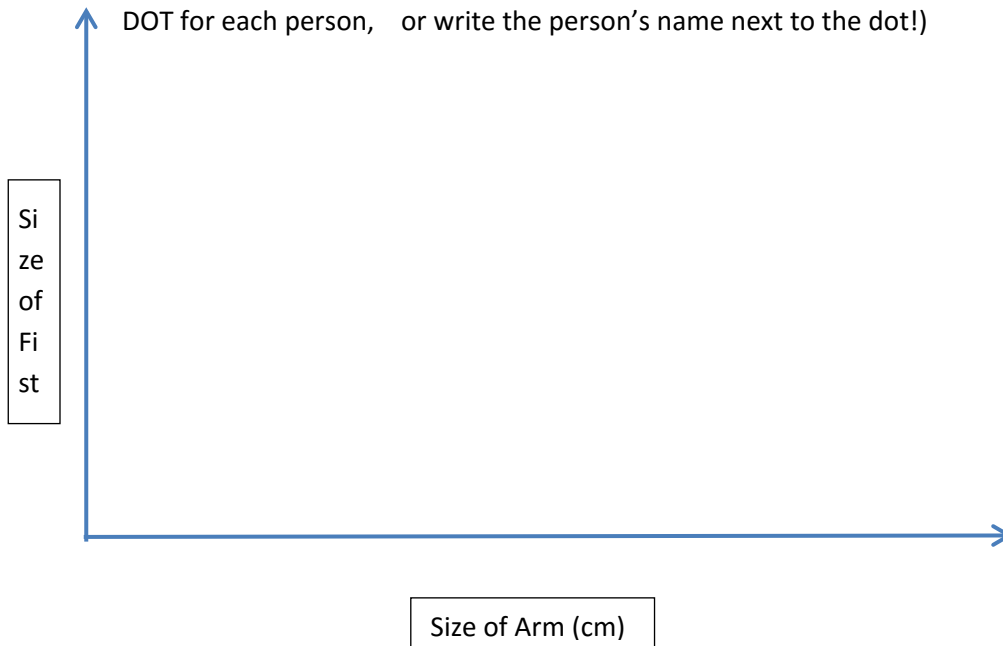 DOT for each person, or write the person’s name next to the dot!)
Si
ze
of
Fi
st
Size of Arm (cm)